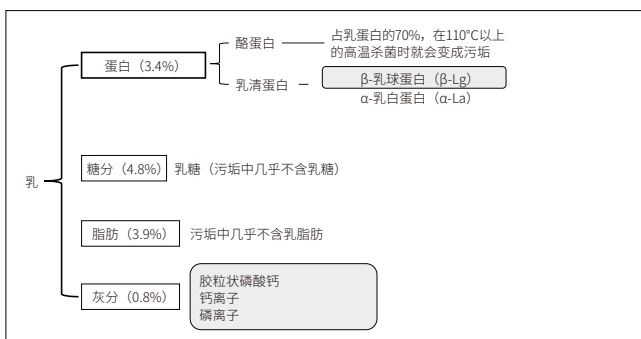 酪蛋白
占乳蛋白的70%，在110°C以上
的高温杀菌时就会变成污垢
蛋白（3.4%）
乳清蛋白
β-乳球蛋白（β-Lg）
α-乳白蛋白（α-La）
乳
糖分（4.8%）
乳糖（污垢中几乎不含乳糖）
脂肪（3.9%）
污垢中几乎不含乳脂肪
灰分（0.8%）
胶粒状磷酸钙
钙离子
磷离子